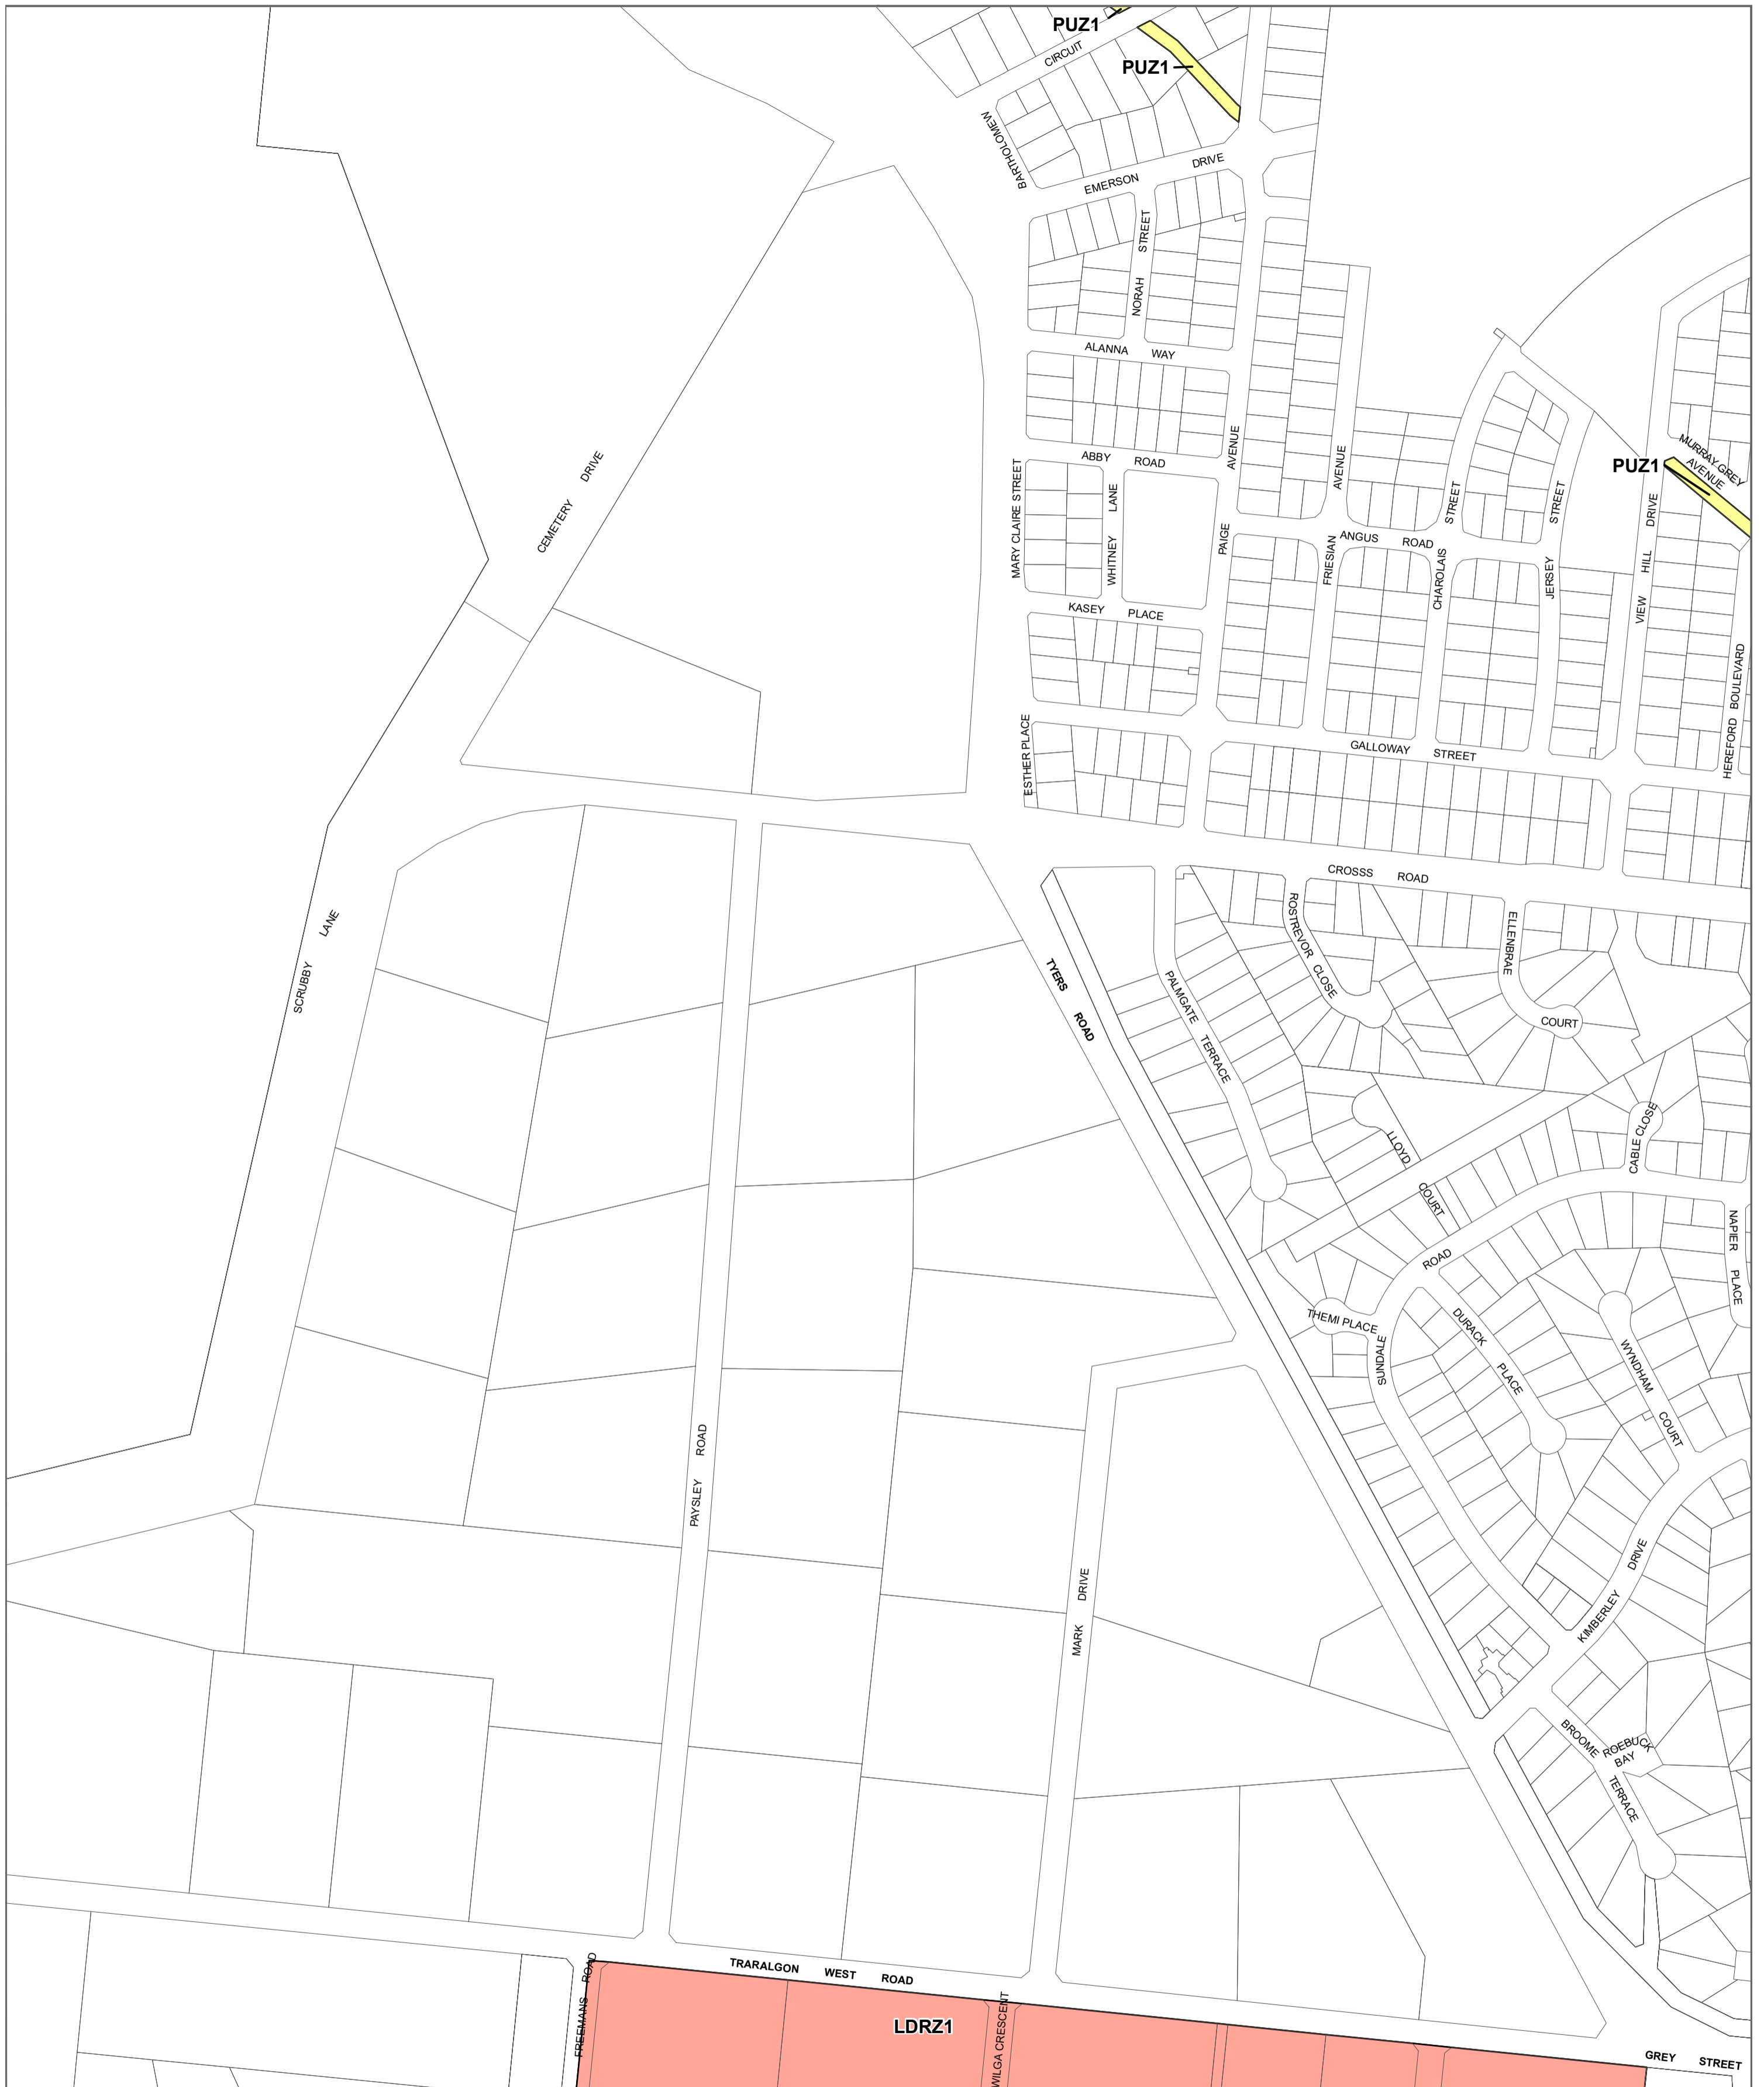 PUZ1
CIRCUIT
PUZ1
BARTHOLOMEW
DRIVE
EMERSON
NORAH STREET
ALANNA WAY
ABBY ROAD
AVENUE
AVENUE
MARY CLAIRE STREET
WHITNEY LANE
CEMETERY DRIVE
PUZ1
MURRAY GREY
AVENUE
STREET
STREET
PAIGE
FRIESIAN
ANGUS ROAD
CHAROLAIS
JERSEY
VIEW HILL DRIVE
KASEY PLACE
HEREFORD BOULEVARD
ESTHER PLACE
GALLOWAY STREET
CROSSS ROAD
ROSTREVOR CLOSE
ELLENBRAE
COURT
SCRUBBY LANE
TYERS ROAD
PALMGATE TERRACE
LLOYD COURT
CABLE CLOSE
NAPIER PLACE
ROAD
THEMI PLACE
SUNDALE
DURACK PLACE
WYNDHAM COURT
PAYSLEY ROAD
MARK DRIVE
KIMBERLEY DRIVE
BROOME TERRACE
ROEBUCK
BAY
FREEMANS ROAD
TRARALGON WEST ROAD
LDRZ1
WILGA CRESCENT
GREY STREET